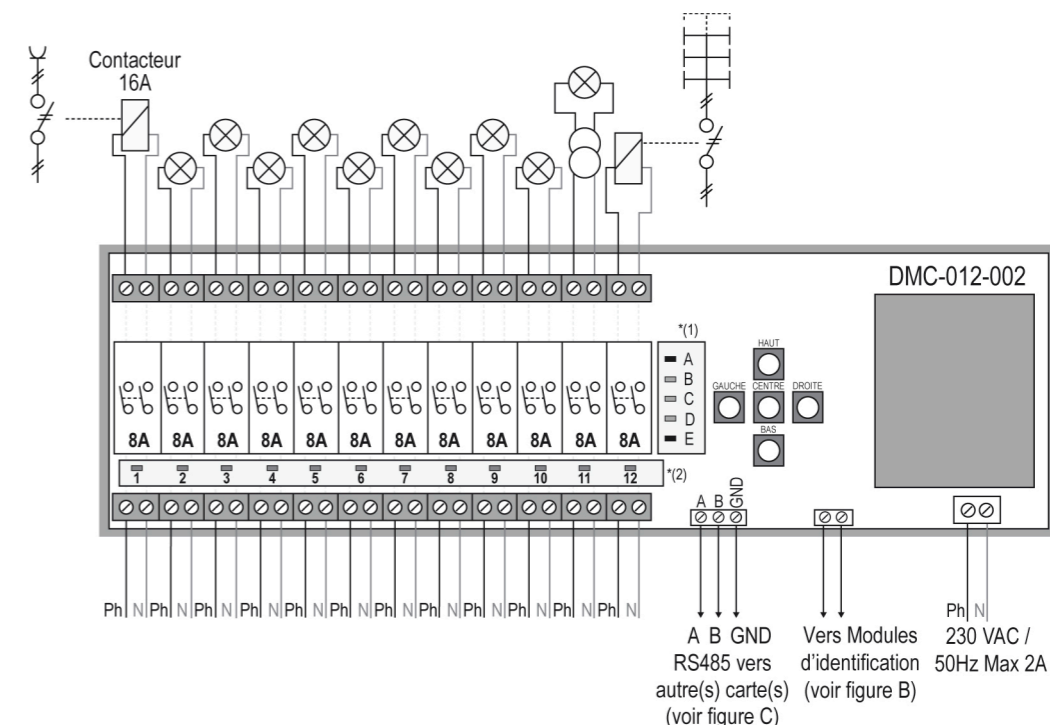 Contacteur
16A
DMC-012-002
*(1)
A
B
C
D
E
HAUT
GAUCHE CENTRE DROITE
BAS
8A 8A 8A 8A 8A 8A 8A 8A 8A 8A 8A 8A
1 2 3 4 5 6 7 8 9 10 11 12
*(2)
A B GND
Ph N Ph N Ph N Ph N Ph N Ph N Ph N Ph N Ph N Ph N Ph N Ph N
Ph N
A B GND
RS485 vers
autre(s) carte(s)
(voir figure C)
Vers Modules
d'identification
(voir figure B)
230 VAC /
50Hz Max 2A